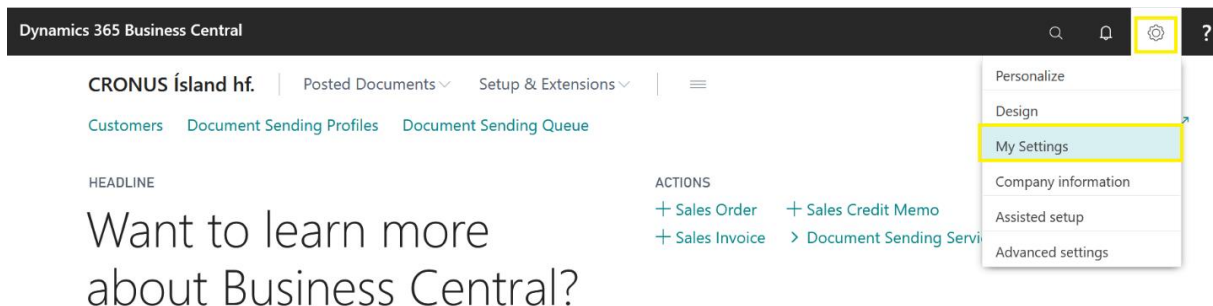 Dynamics 365 Business Central
?
CRONUS Ísland hf. Posted Documents Setup & Extensions
Customers Document Sending Profiles Document Sending Queue
HEADLINE
Want to learn more
about Business Central?
ACTIONS
+ Sales Order + Sales Credit Memo
+ Sales Invoice > Document Sending Servi
Personalize
Design
My Settings
Company information
Assisted setup
Advanced settings